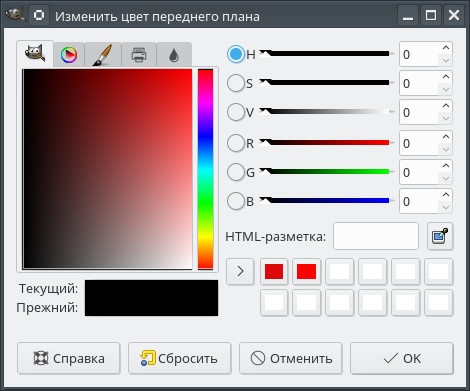 Изменить цвет переднего плана
H 0
S 0
V 0
R 0
G 0
B 0
HTML-разметка:
Текущий:
Прежний:
Справка Сбросить Отменить OK